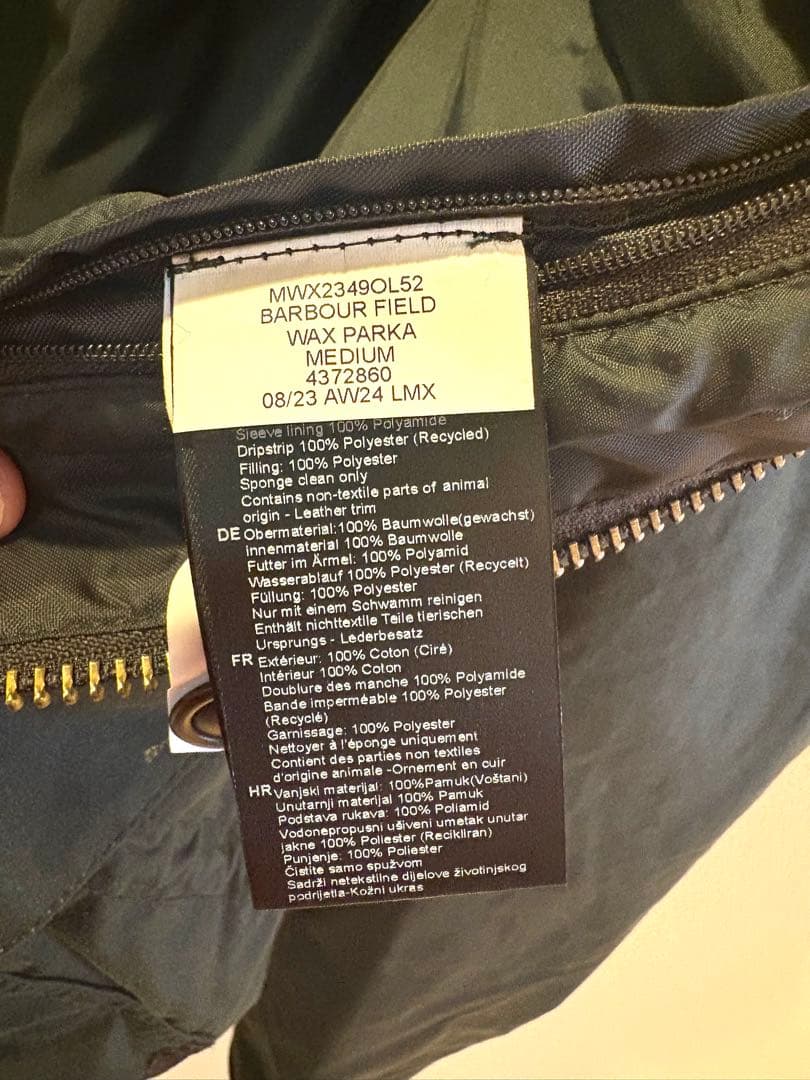 MWX2349OL52
BARBOUR FIELD
WAX PARKA
MEDIUM
4372860
08/23 AW24 LMX
Sleeve lining 100% Polyamide
Dripstrip 100% Polyester (Recycled)
Filling: 100% Polyester
Sponge clean only
Contains non-textile parts of animal
origin - Leather trim
DE Obermaterial:100% Baumwolle(gewachst)
innenmaterial 100% Baumwolle
Futter im Ärmel: 100% Polyamid
Wasserablauf 100% Polyester (Recycelt)
Füllung: 100% Polyester
Nur mit einem Schwamm reinigen
Enthält nichttextile Teile tierischen
Ursprungs - Lederbesatz
FR Extérieur: 100% Coton (Ciré)
Intérieur 100% Coton
Doublure des manche 100% Polyamide
Bande imperméable 100% Polyester
(Recyclé)
Garnissage: 100% Polyester
Nettoyer à l'éponge uniquement
Contient des parties non textiles
d'origine animale -Ornement en cuir
HR Vanjski materijal: 100%Pamuk(Voštani)
Unutarnji materijal 100% Pamuk
Podstava rukava: 100% Poliamid
Vodonepropusni ušiveni umetak unutar
jakne 100% Poliester (Recikliran)
Punjenje: 100% Poliester
Čistite samo spužvom
Sadrži netekstilne dijelove životinjskog
podrijetla-Kožni ukras